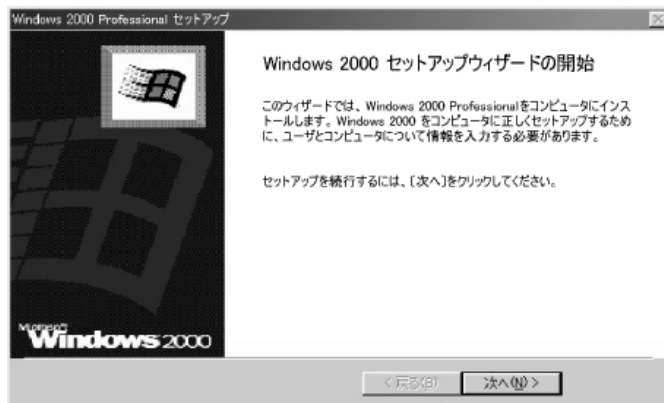 Windows 2000 Professional セットアップ
Windows 2000 セットアップウィザードの開始
このウィザードでは、Windows 2000 Professionalをコンピュータにインス
トールします。Windows 2000 をコンピュータに正しくセットアップするため
に、ユーザとコンピュータについて情報を入力する必要があります。
セットアップを続行するには、[次へ]をクリックしてください。
Microsoft
Windows 2000
< 戻る(B)
次へ(N) >